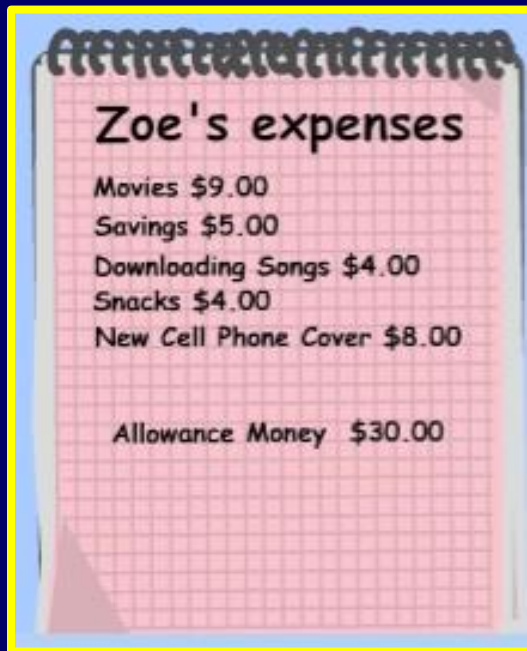 Zoe's expenses
Movies $9.00
Savings $5.00
Downloading Songs $4.00
Snacks $4.00
New Cell Phone Cover $8.00
Allowance Money $30.00